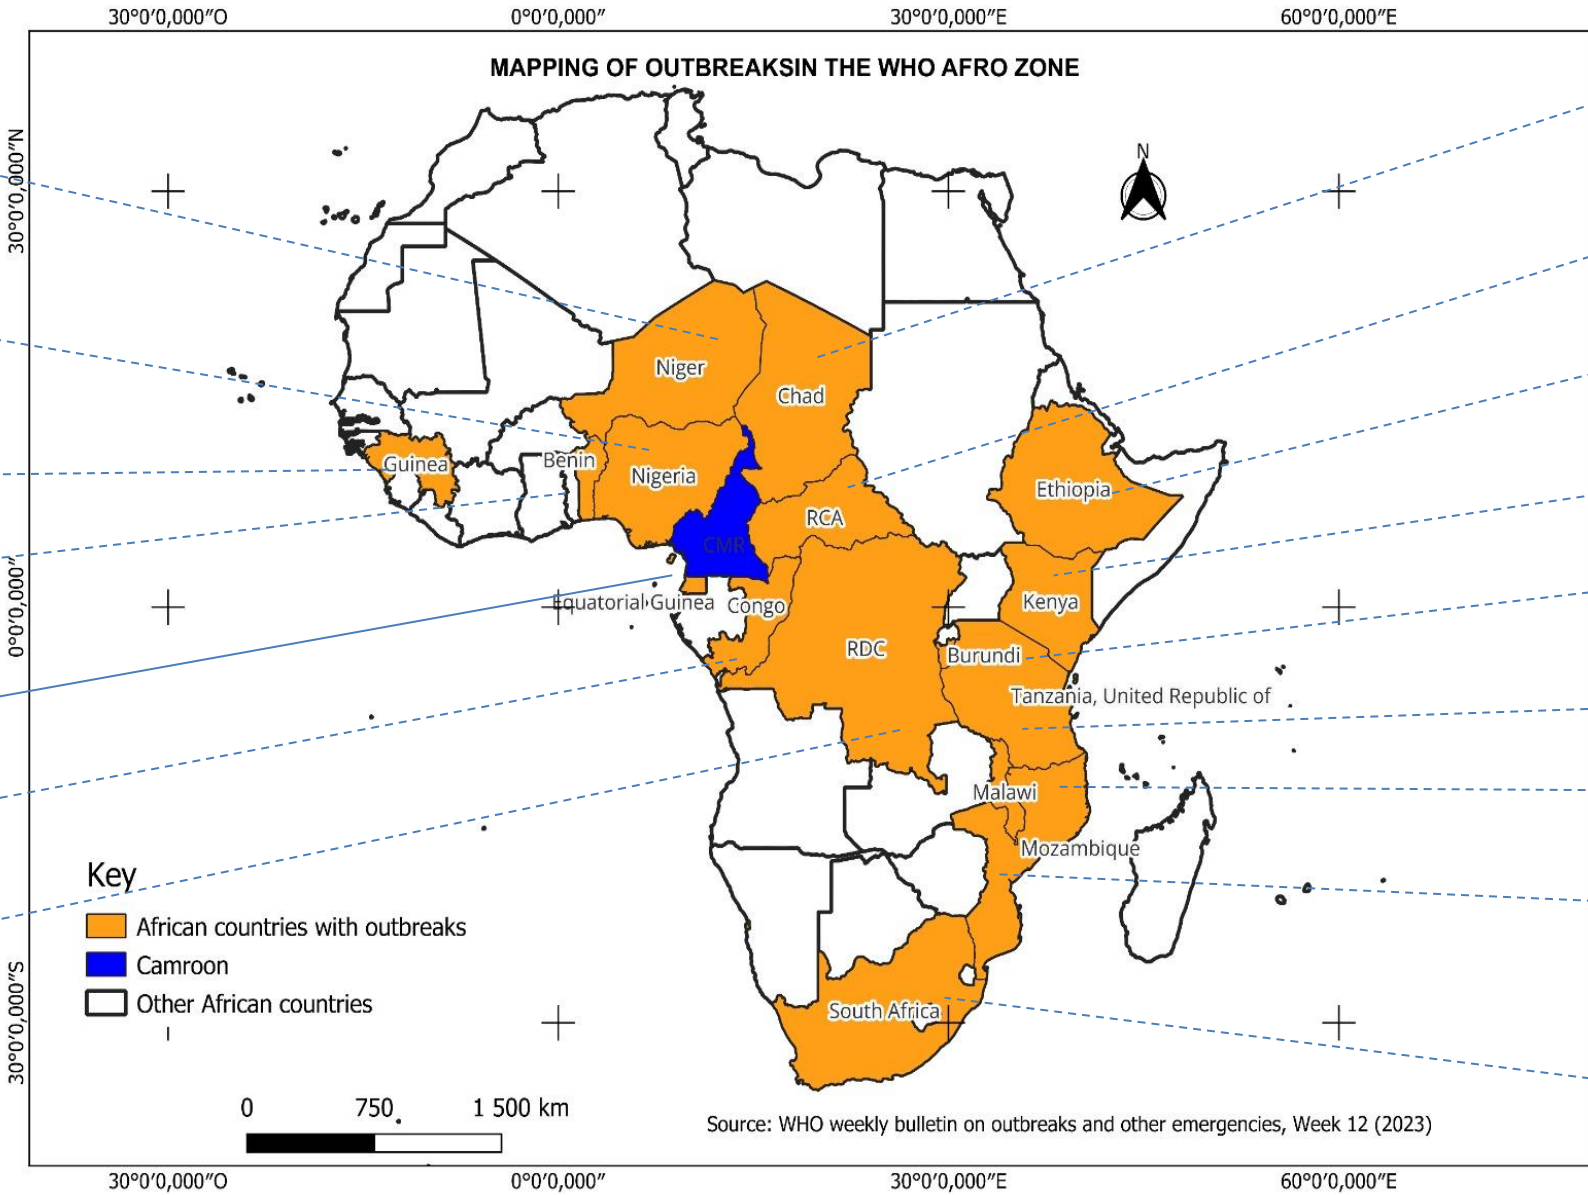 30°0′0,000″O 0°0′0,000″ 30°0′0,000″E 60°0′0,000″E
MAPPING OF OUTBREAKSIN THE WHO AFRO ZONE
N
30°0′0,000″N
Niger
Chad
Guinea
Benin
Nigeria
Ethiopia
RCA
CMR
0°0′0,000″
Equatorial Guinea
Congo
Kenya
RDC
Burundi
Tanzania, United Republic of
Malawi
Mozambique
Key
African countries with outbreaks
Camroon
Other African countries
South Africa
30°0′0,000″S
0 750 1 500 km
Source: WHO weekly bulletin on outbreaks and other emergencies, Week 12 (2023)
30°0′0,000″O 0°0′0,000″ 30°0′0,000″E 60°0′0,000″E